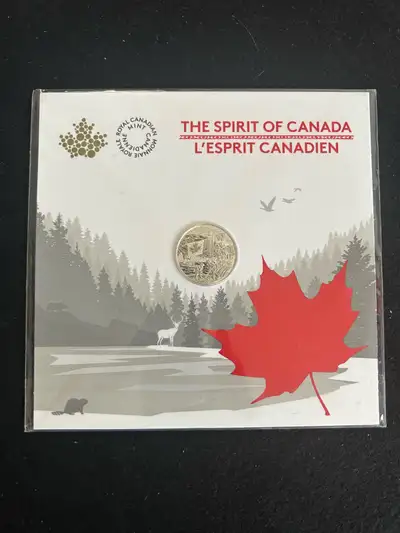 ROYAL CANADIAN MINT
MONNAIE ROYALE CANADIENNE
THE SPIRIT OF CANADA
L'ESPRIT CANADIEN